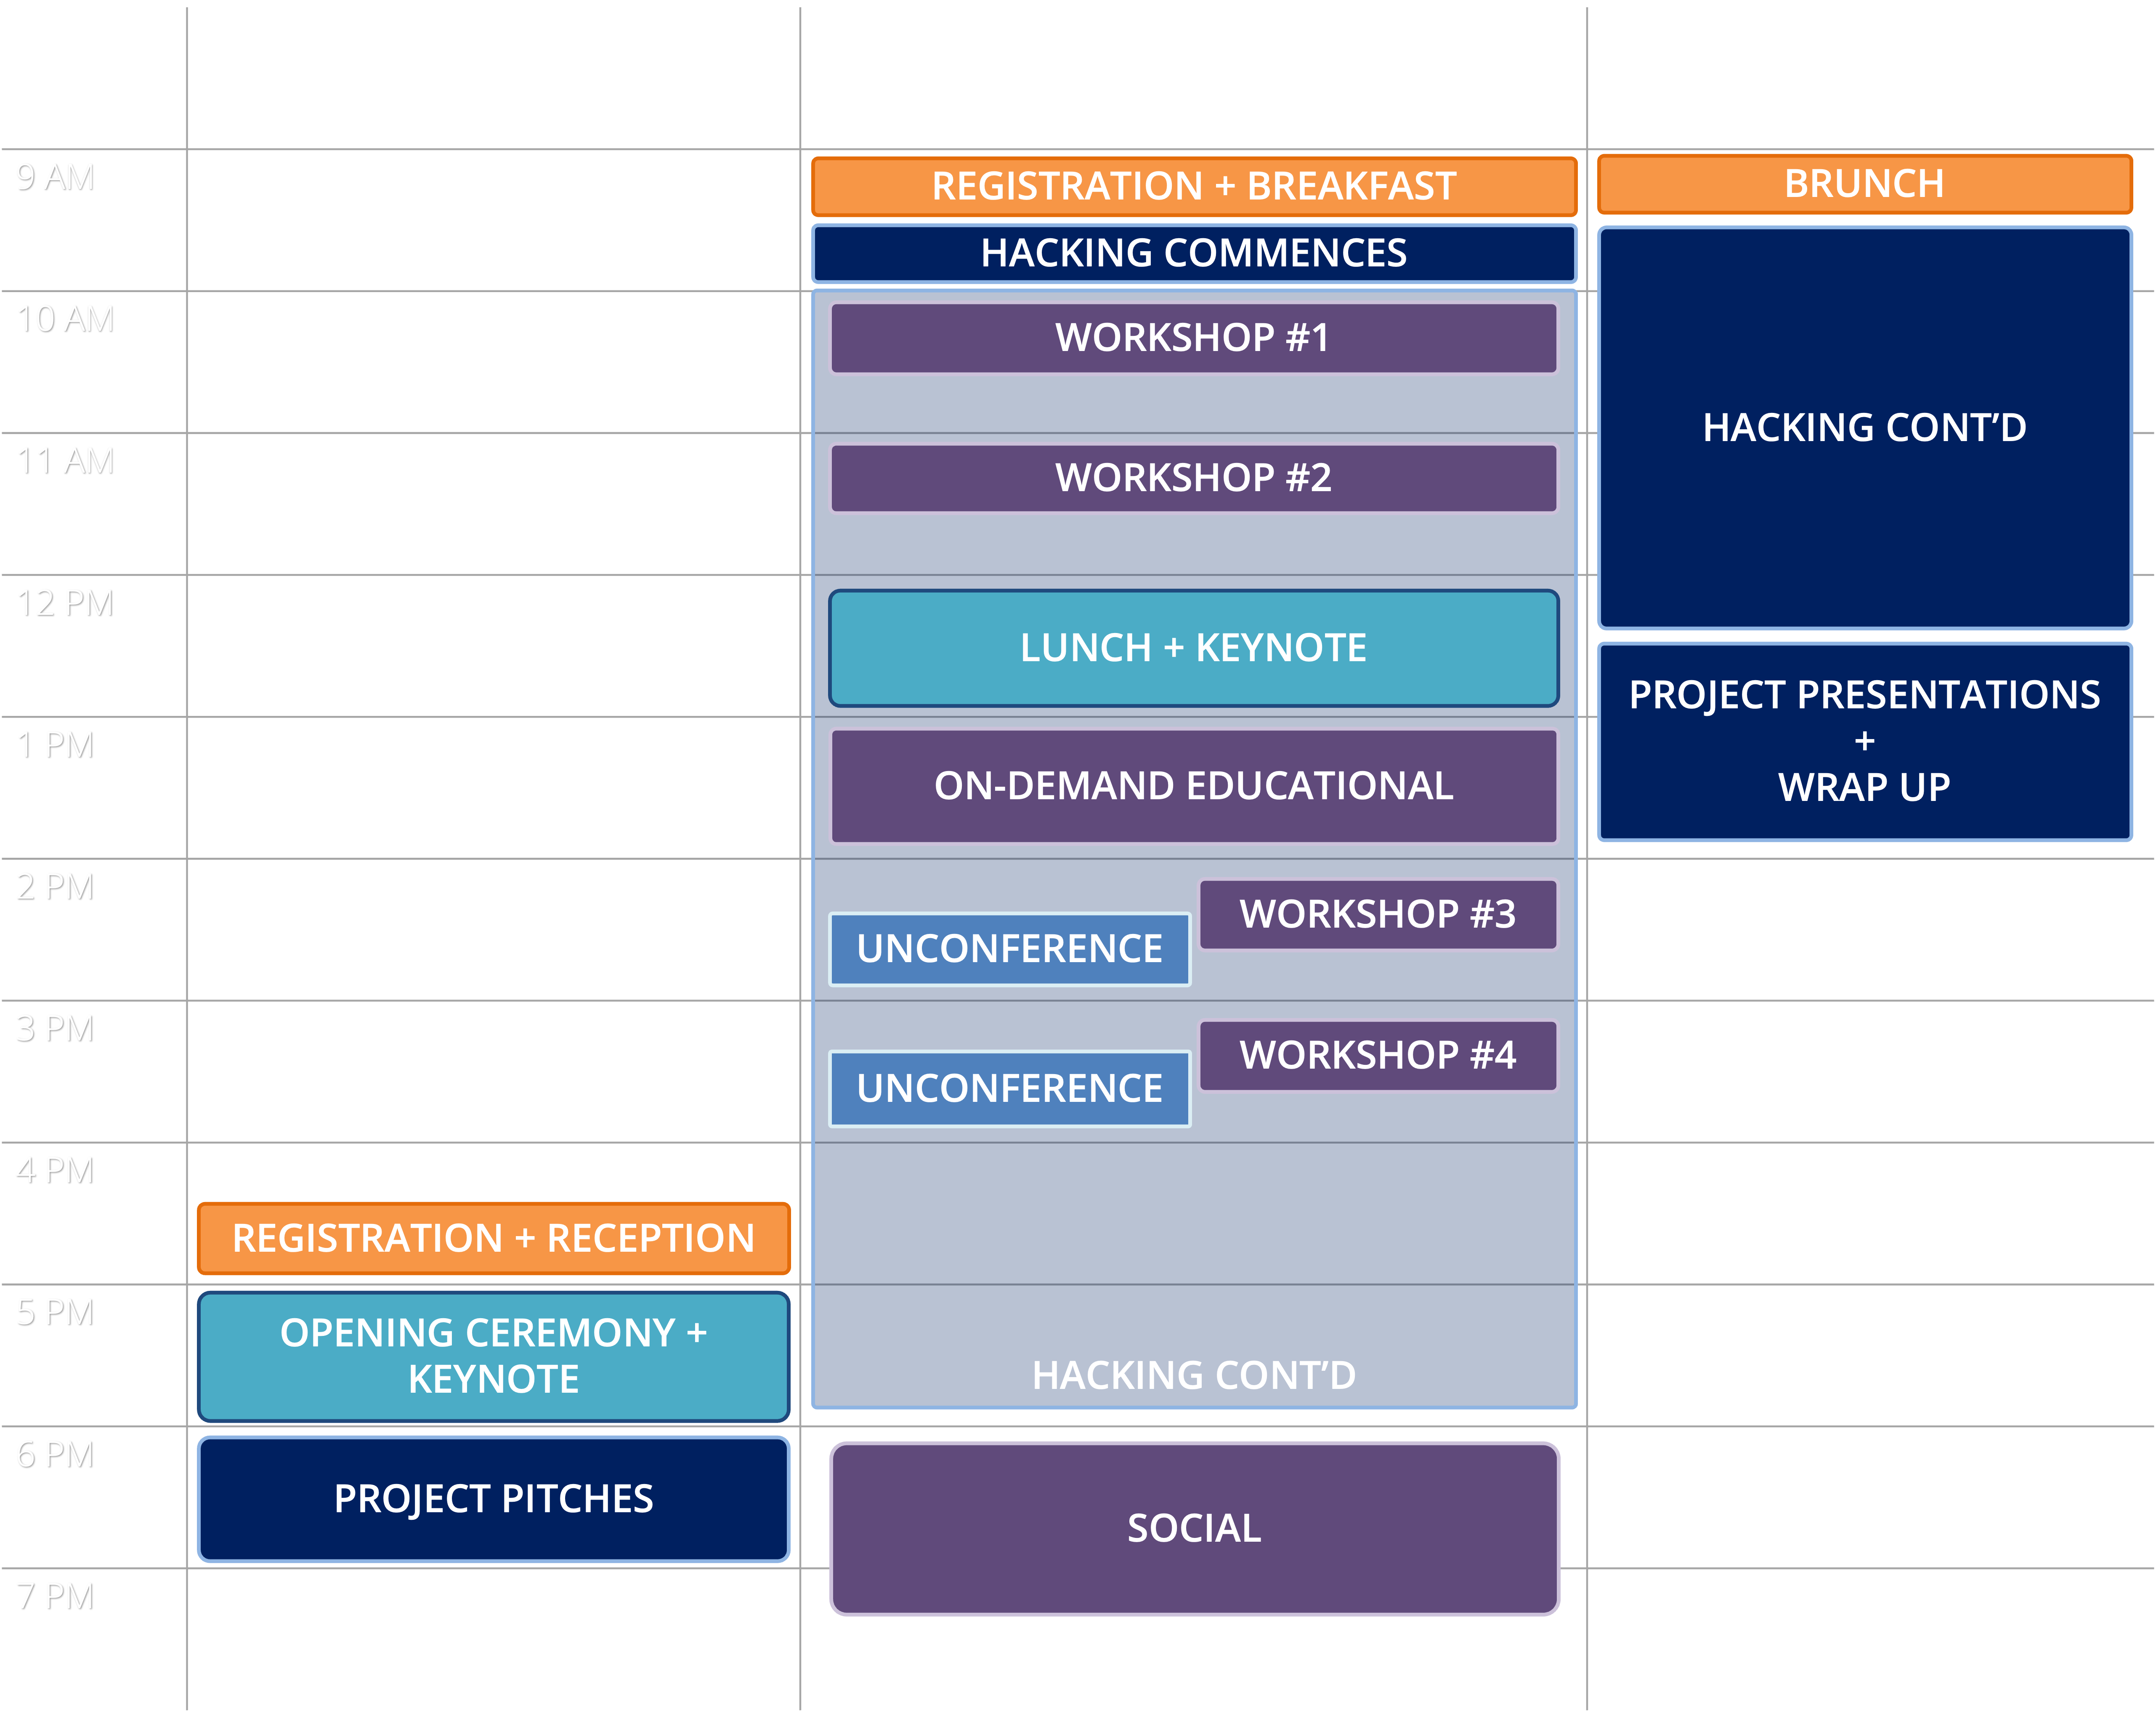 9 AM
10 AM
11 AM
12 PM
1 PM
2 PM
3 PM
4 PM
5 PM
6 PM
7 PM
REGISTRATION + RECEPTION
OPENING CEREMONY +
KEYNOTE
PROJECT PITCHES
REGISTRATION + BREAKFAST
HACKING COMMENCES
WORKSHOP #1
WORKSHOP #2
LUNCH + KEYNOTE
ON-DEMAND EDUCATIONAL
WORKSHOP #3
UNCONFERENCE
WORKSHOP #4
UNCONFERENCE
HACKING CONT’D
SOCIAL
BRUNCH
HACKING CONT’D
PROJECT PRESENTATIONS
+
WRAP UP